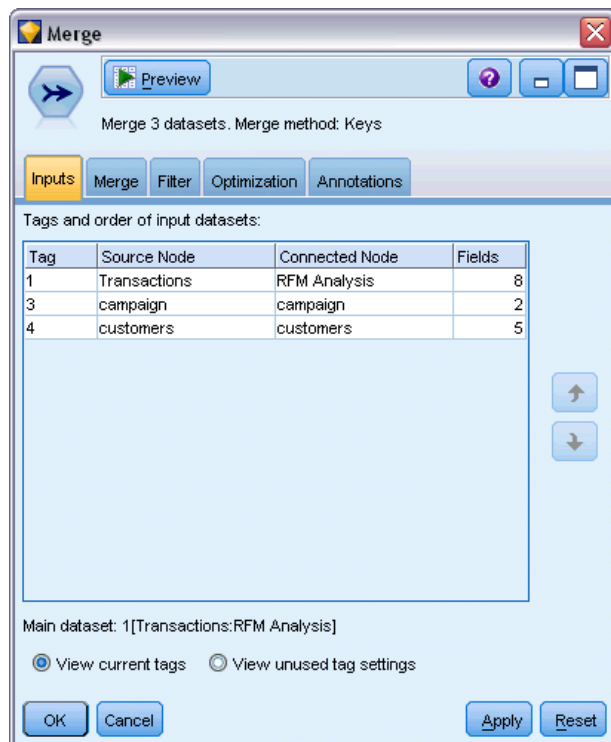 Merge
Preview
?
Merge 3 datasets. Merge method: Keys
Inputs Merge Filter Optimization Annotations
Tags and order of input datasets:
Tag Source Node Connected Node Fields
1 Transactions RFM Analysis 8
3 campaign campaign 2
4 customers customers 5
Main dataset: 1[Transactions:RFM Analysis]
View current tags View unused tag settings
OK Cancel Apply Reset